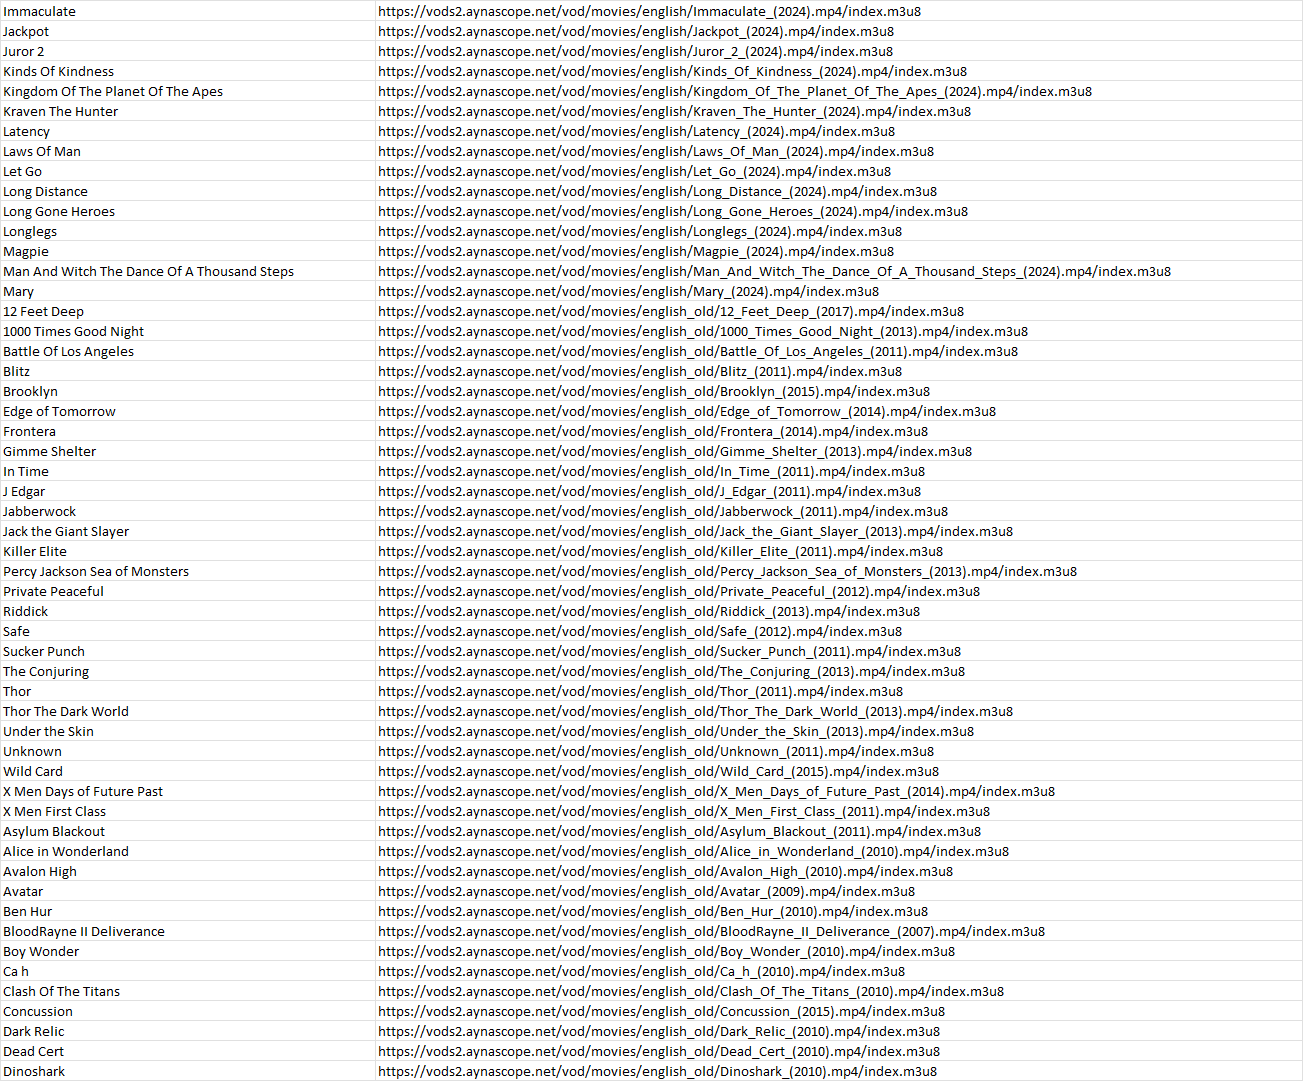 Immaculate https://vods2.aynascope.net/vod/movies/english/Immaculate_(2024).mp4/index.m3u8
Jackpot https://vods2.aynascope.net/vod/movies/english/Jackpot_(2024).mp4/index.m3u8
Juror 2 https://vods2.aynascope.net/vod/movies/english/Juror_2_(2024).mp4/index.m3u8
Kinds Of Kindness https://vods2.aynascope.net/vod/movies/english/Kinds_Of_Kindness_(2024).mp4/index.m3u8
Kingdom Of The Planet Of The Apes https://vods2.aynascope.net/vod/movies/english/Kingdom_Of_The_Planet_Of_The_Apes_(2024).mp4/index.m3u8
Kraven The Hunter https://vods2.aynascope.net/vod/movies/english/Kraven_The_Hunter_(2024).mp4/index.m3u8
Latency https://vods2.aynascope.net/vod/movies/english/Latency_(2024).mp4/index.m3u8
Laws Of Man https://vods2.aynascope.net/vod/movies/english/Laws_Of_Man_(2024).mp4/index.m3u8
Let Go https://vods2.aynascope.net/vod/movies/english/Let_Go_(2024).mp4/index.m3u8
Long Distance https://vods2.aynascope.net/vod/movies/english/Long_Distance_(2024).mp4/index.m3u8
Long Gone Heroes https://vods2.aynascope.net/vod/movies/english/Long_Gone_Heroes_(2024).mp4/index.m3u8
Longlegs https://vods2.aynascope.net/vod/movies/english/Longlegs_(2024).mp4/index.m3u8
Magpie https://vods2.aynascope.net/vod/movies/english/Magpie_(2024).mp4/index.m3u8
Man And Witch The Dance Of A Thousand Steps https://vods2.aynascope.net/vod/movies/english/Man_And_Witch_The_Dance_Of_A_Thousand_Steps_(2024).mp4/index.m3u8
Mary https://vods2.aynascope.net/vod/movies/english/Mary_(2024).mp4/index.m3u8
12 Feet Deep https://vods2.aynascope.net/vod/movies/english_old/12_Feet_Deep_(2017).mp4/index.m3u8
1000 Times Good Night https://vods2.aynascope.net/vod/movies/english_old/1000_Times_Good_Night_(2013).mp4/index.m3u8
Battle Of Los Angeles https://vods2.aynascope.net/vod/movies/english_old/Battle_Of_Los_Angeles_(2011).mp4/index.m3u8
Blitz https://vods2.aynascope.net/vod/movies/english_old/Blitz_(2011).mp4/index.m3u8
Brooklyn https://vods2.aynascope.net/vod/movies/english_old/Brooklyn_(2015).mp4/index.m3u8
Edge of Tomorrow https://vods2.aynascope.net/vod/movies/english_old/Edge_of_Tomorrow_(2014).mp4/index.m3u8
Frontera https://vods2.aynascope.net/vod/movies/english_old/Frontera_(2014).mp4/index.m3u8
Gimme Shelter https://vods2.aynascope.net/vod/movies/english_old/Gimme_Shelter_(2013).mp4/index.m3u8
In Time https://vods2.aynascope.net/vod/movies/english_old/In_Time_(2011).mp4/index.m3u8
J Edgar https://vods2.aynascope.net/vod/movies/english_old/J_Edgar_(2011).mp4/index.m3u8
Jabberwock https://vods2.aynascope.net/vod/movies/english_old/Jabberwock_(2011).mp4/index.m3u8
Jack the Giant Slayer https://vods2.aynascope.net/vod/movies/english_old/Jack_the_Giant_Slayer_(2013).mp4/index.m3u8
Killer Elite https://vods2.aynascope.net/vod/movies/english_old/Killer_Elite_(2011).mp4/index.m3u8
Percy Jackson Sea of Monsters https://vods2.aynascope.net/vod/movies/english_old/Percy_Jackson_Sea_of_Monsters_(2013).mp4/index.m3u8
Private Peaceful https://vods2.aynascope.net/vod/movies/english_old/Private_Peaceful_(2012).mp4/index.m3u8
Riddick https://vods2.aynascope.net/vod/movies/english_old/Riddick_(2013).mp4/index.m3u8
Safe https://vods2.aynascope.net/vod/movies/english_old/Safe_(2012).mp4/index.m3u8
Sucker Punch https://vods2.aynascope.net/vod/movies/english_old/Sucker_Punch_(2011).mp4/index.m3u8
The Conjuring https://vods2.aynascope.net/vod/movies/english_old/The_Conjuring_(2013).mp4/index.m3u8
Thor https://vods2.aynascope.net/vod/movies/english_old/Thor_(2011).mp4/index.m3u8
Thor The Dark World https://vods2.aynascope.net/vod/movies/english_old/Thor_The_Dark_World_(2013).mp4/index.m3u8
Under the Skin https://vods2.aynascope.net/vod/movies/english_old/Under_the_Skin_(2013).mp4/index.m3u8
Unknown https://vods2.aynascope.net/vod/movies/english_old/Unknown_(2011).mp4/index.m3u8
Wild Card https://vods2.aynascope.net/vod/movies/english_old/Wild_Card_(2015).mp4/index.m3u8
X Men Days of Future Past https://vods2.aynascope.net/vod/movies/english_old/X_Men_Days_of_Future_Past_(2014).mp4/index.m3u8
X Men First Class https://vods2.aynascope.net/vod/movies/english_old/X_Men_First_Class_(2011).mp4/index.m3u8
Asylum Blackout https://vods2.aynascope.net/vod/movies/english_old/Asylum_Blackout_(2011).mp4/index.m3u8
Alice in Wonderland https://vods2.aynascope.net/vod/movies/english_old/Alice_in_Wonderland_(2010).mp4/index.m3u8
Avalon High https://vods2.aynascope.net/vod/movies/english_old/Avalon_High_(2010).mp4/index.m3u8
Avatar https://vods2.aynascope.net/vod/movies/english_old/Avatar_(2009).mp4/index.m3u8
Ben Hur https://vods2.aynascope.net/vod/movies/english_old/Ben_Hur_(2010).mp4/index.m3u8
BloodRayne II Deliverance https://vods2.aynascope.net/vod/movies/english_old/BloodRayne_II_Deliverance_(2007).mp4/index.m3u8
Boy Wonder https://vods2.aynascope.net/vod/movies/english_old/Boy_Wonder_(2010).mp4/index.m3u8
Ca h https://vods2.aynascope.net/vod/movies/english_old/Ca_h_(2010).mp4/index.m3u8
Clash Of The Titans https://vods2.aynascope.net/vod/movies/english_old/Clash_Of_The_Titans_(2010).mp4/index.m3u8
Concussion https://vods2.aynascope.net/vod/movies/english_old/Concussion_(2015).mp4/index.m3u8
Dark Relic https://vods2.aynascope.net/vod/movies/english_old/Dark_Relic_(2010).mp4/index.m3u8
Dead Cert https://vods2.aynascope.net/vod/movies/english_old/Dead_Cert_(2010).mp4/index.m3u8
Dinoshark https://vods2.aynascope.net/vod/movies/english_old/Dinoshark_(2010).mp4/index.m3u8